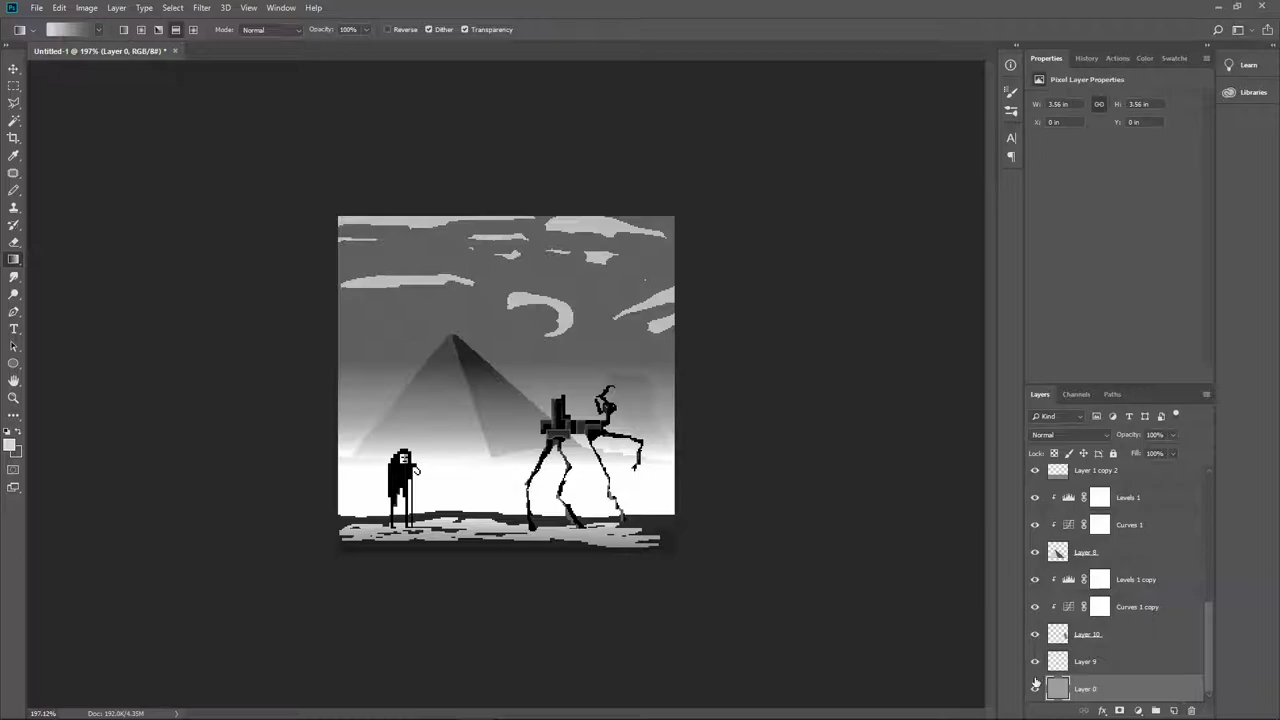 Ps File Edit Image Layer Type Select Filter 3D View Window Help
Mode: Normal Opacity: 100% Reverse Dither Transparency
Untitled-1 @ 197% (Layer 0, RGB/8#) *
Properties History Actions Color Swatche
Learn
Pixel Layer Properties
Libraries
W: 3.56 in GO H: 3.56 in
X: 0 in Y: 0 in
Layers Channels Paths
Kind
Normal Opacity: 100%
Lock: Fill: 100%
Layer 1 copy 2
Levels 1
Curves 1
Layer 8
Levels 1 copy
Curves 1 copy
Layer 10
Layer 9
Layer 0
197.12% Doc: 192.0K/4.35M